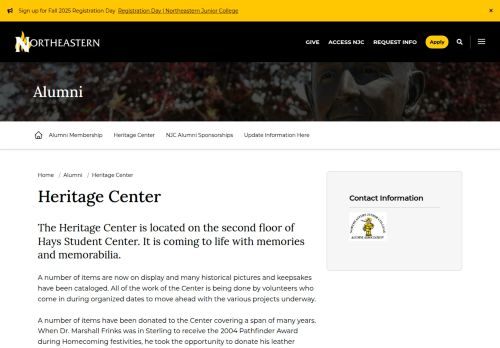 Sign up for Fall 2025 Registration Day Registration Day | Northeastern Junior College ×
NORTHEASTERN
GIVE ACCESS NJC REQUEST INFO Apply
Alumni
Alumni Membership Heritage Center NJC Alumni Sponsorships Update Information Here
Home / Alumni / Heritage Center
Heritage Center
The Heritage Center is located on the second floor of
Hays Student Center. It is coming to life with memories
and memorabilia.
A number of items are now on display and many historical pictures and keepsakes
have been cataloged. All of the work of the Center is being done by volunteers who
come in during organized dates to move ahead with the various projects underway.
A number of items have been donated to the Center covering a span of many years.
When Dr. Marshall Frinks was in Sterling to receive the 2004 Pathfinder Award
during Homecoming festivities, he took the opportunity to donate his leather
Contact Information
NORTHEASTERN JUNIOR COLLEGE
ALUMNI ASSOCIATION